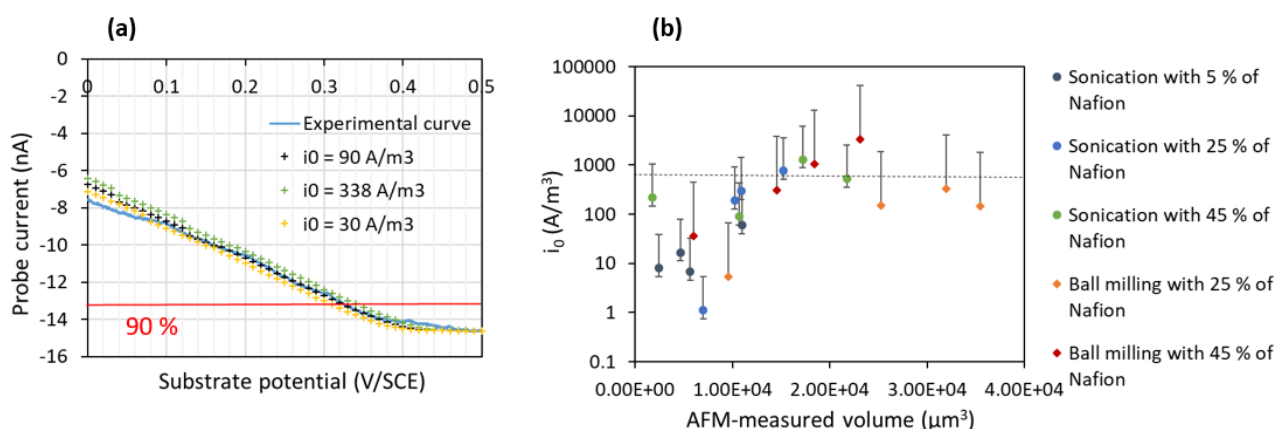 (a)
0
0
0.1
0.2
0.3
0.4
0.5
-2
-4
-6
-8
-10
-12
-14
-16
Probe current (nA)
Experimental curve
i0 = 90 A/m3
i0 = 338 A/m3
i0 = 30 A/m3
90 %
Substrate potential (V/SCE)
(b)
100000
10000
1000
100
10
1
0.1
i₀ (A/m³)
0.00E+00
1.00E+04
2.00E+04
3.00E+04
4.00E+04
AFM-measured volume (µm³)
Sonication with 5 % of
Nafion
Sonication with 25 % of
Nafion
Sonication with 45 % of
Nafion
Ball milling with 25 % of
Nafion
Ball milling with 45 % of
Nafion